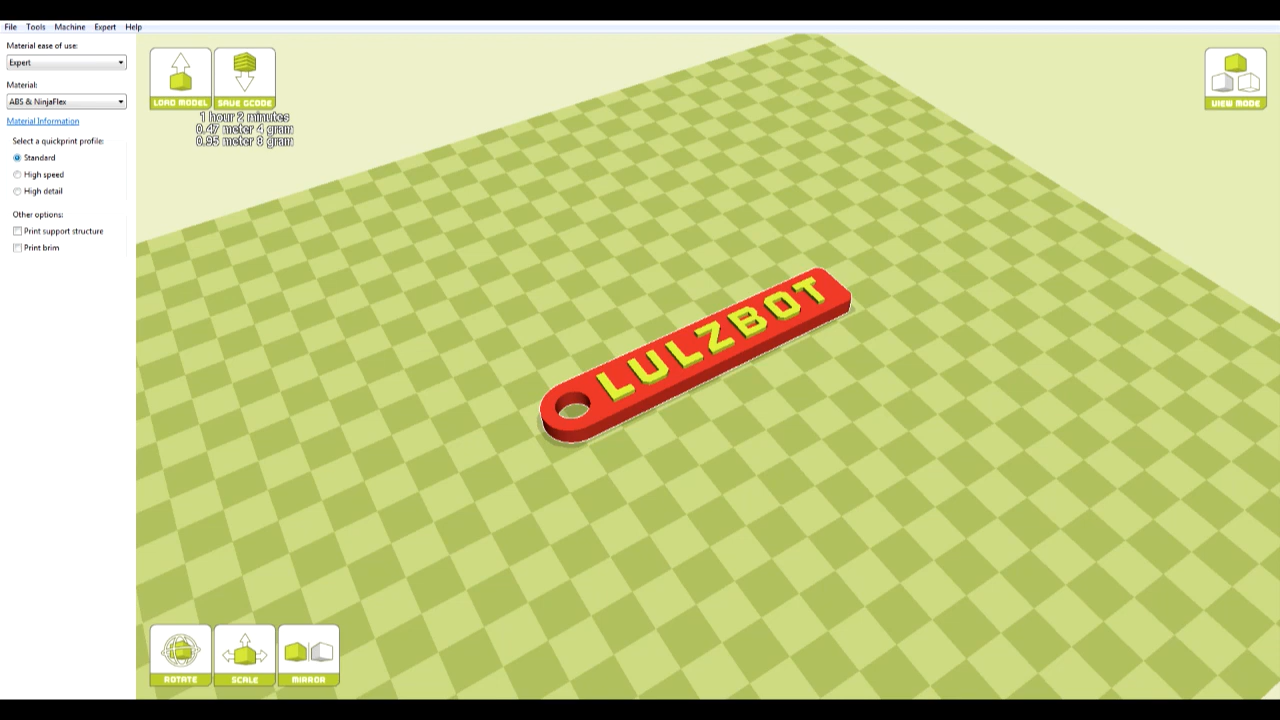 File Tools Machine Expert Help
Material ease of use:
Expert
Material:
ABS & NinjaFlex
Material Information
Select a quickprint profile:
Standard
High speed
High detail
Other options:
Print support structure
Print brim
LOAD MODEL
SAVE GCODE
1 hour 2 minutes
0.47 meter 4 gram
0.95 meter 8 gram
VIEW MODE
LULZBOT
ROTATE
SCALE
MIRROR